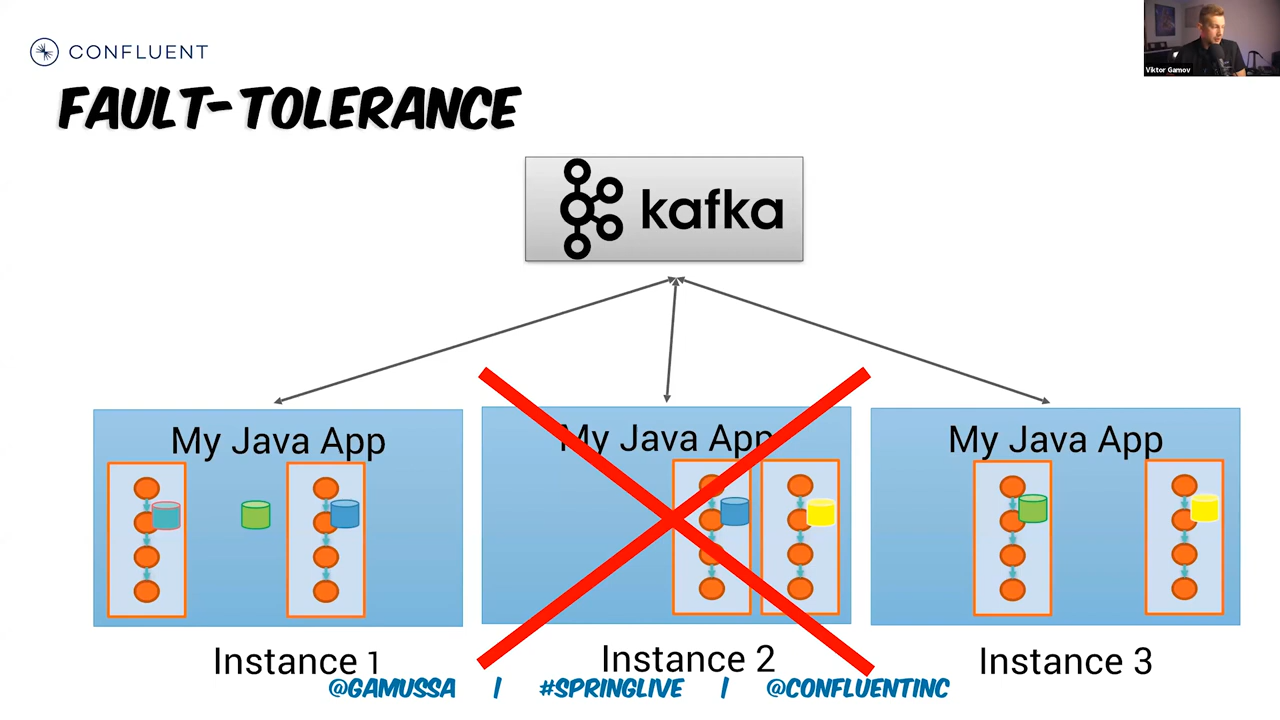 CONFLUENT
Viktor Gamov
FAULT-TOLERANCE
kafka
My Java App
My Java App
My Java App
Instance 1
Instance 2
Instance 3
@GAMUSSA | #SPRINGLIVE | @CONFLUENTINC